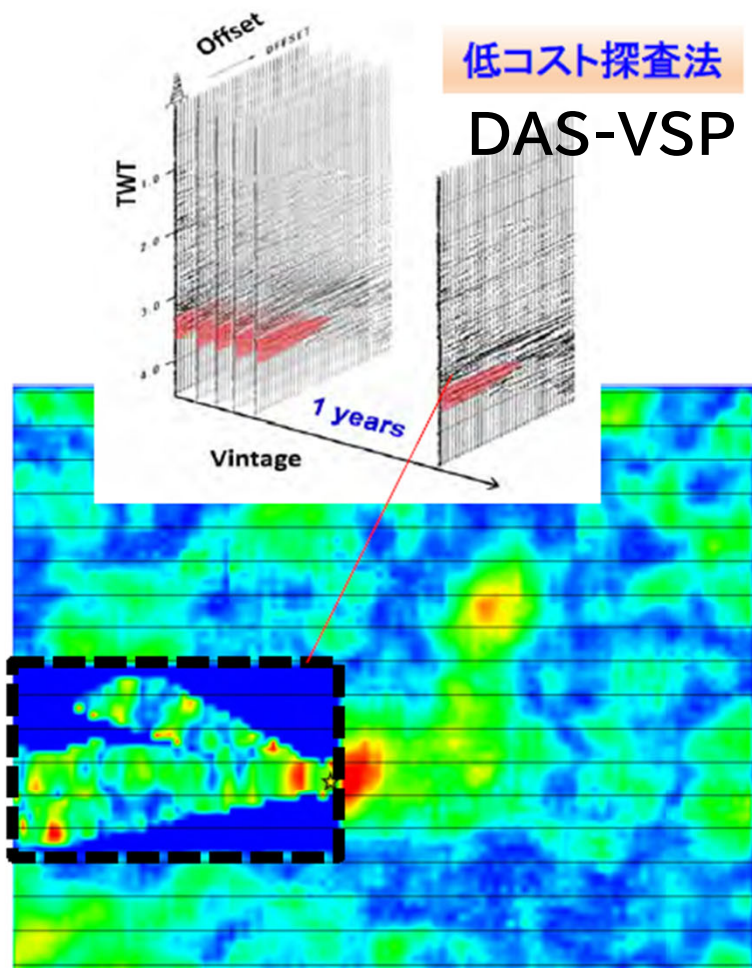 Offset
OFFSET
低コスト探査法
DAS-VSP
TWT
1.0
2.0
3.0
4.0
1 years
Vintage